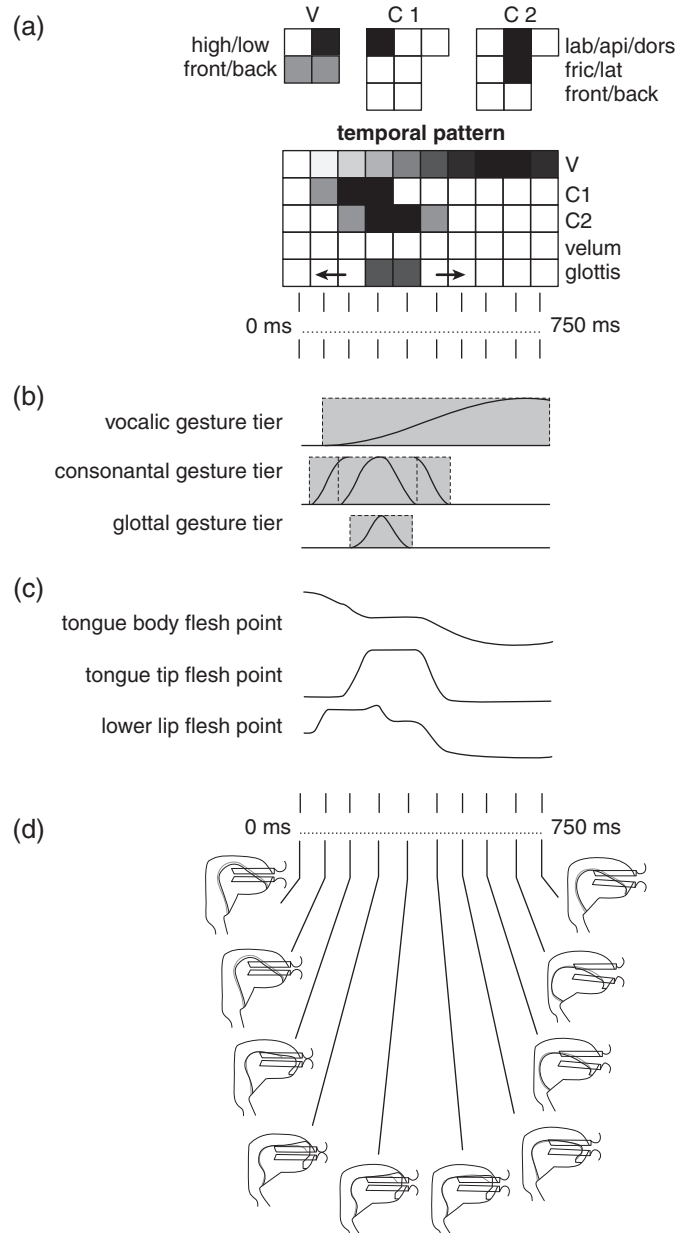 (a)
V
C 1
C 2
high/low
front/back
lab/api/dors
fric/lat
front/back
temporal pattern
V
C1
C2
velum
glottis
0 ms
750 ms
(b)
vocalic gesture tier
consonantal gesture tier
glottal gesture tier
(c)
tongue body flesh point
tongue tip flesh point
lower lip flesh point
(d)
0 ms
750 ms